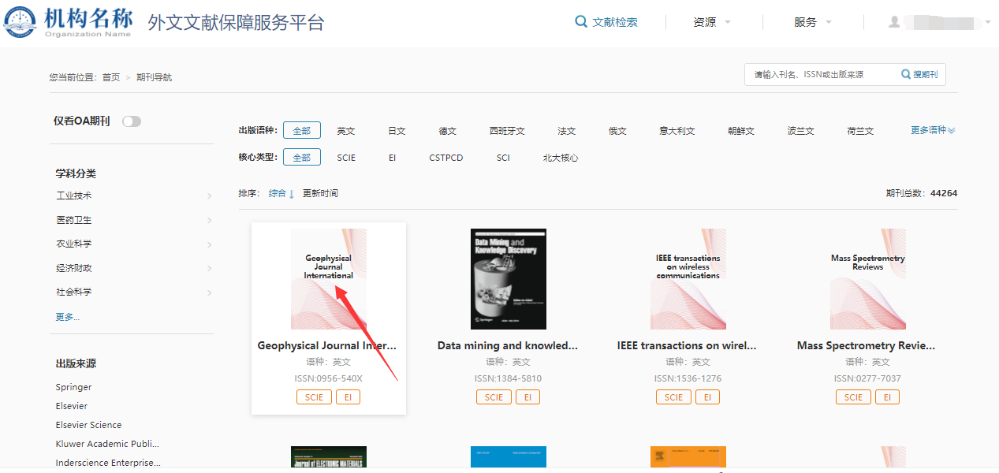 机构名称
Organization Name
外文文献保障服务平台
文献检索
资源
服务
您当前位置：首页 > 期刊导航
请输入刊名、ISSN或出版来源
搜期刊
仅看OA期刊
学科分类
工业技术
医药卫生
农业科学
经济财政
社会科学
更多...
出版来源
Springer
Elsevier
Elsevier Science
Kluwer Academic Publi...
Inderscience Enterprise...
出版语种： 全部 英文 日文 德文 西班牙文 法文 俄文 意大利文 朝鲜文 波兰文 荷兰文 更多语种
核心类型： 全部 SCIE EI CSTPCD SCI 北大核心
排序： 综合↓ 更新时间
期刊总数：44264
Geophysical
Journal
International
Geophysical Journal Inter...
语种：英文
ISSN:0956-540X
SCIE EI
Data Mining and
Knowledge Discovery
Springer
Data mining and knowled...
语种：英文
ISSN:1384-5810
SCIE EI
IEEE transactions
on wireless
communications
IEEE transactions on wirel...
语种：英文
ISSN:1536-1276
SCIE EI
Mass Spectrometry
Reviews
Mass Spectrometry Revie...
语种：英文
ISSN:0277-7037
SCIE EI
Journal of ELECTRONIC MATERIALS